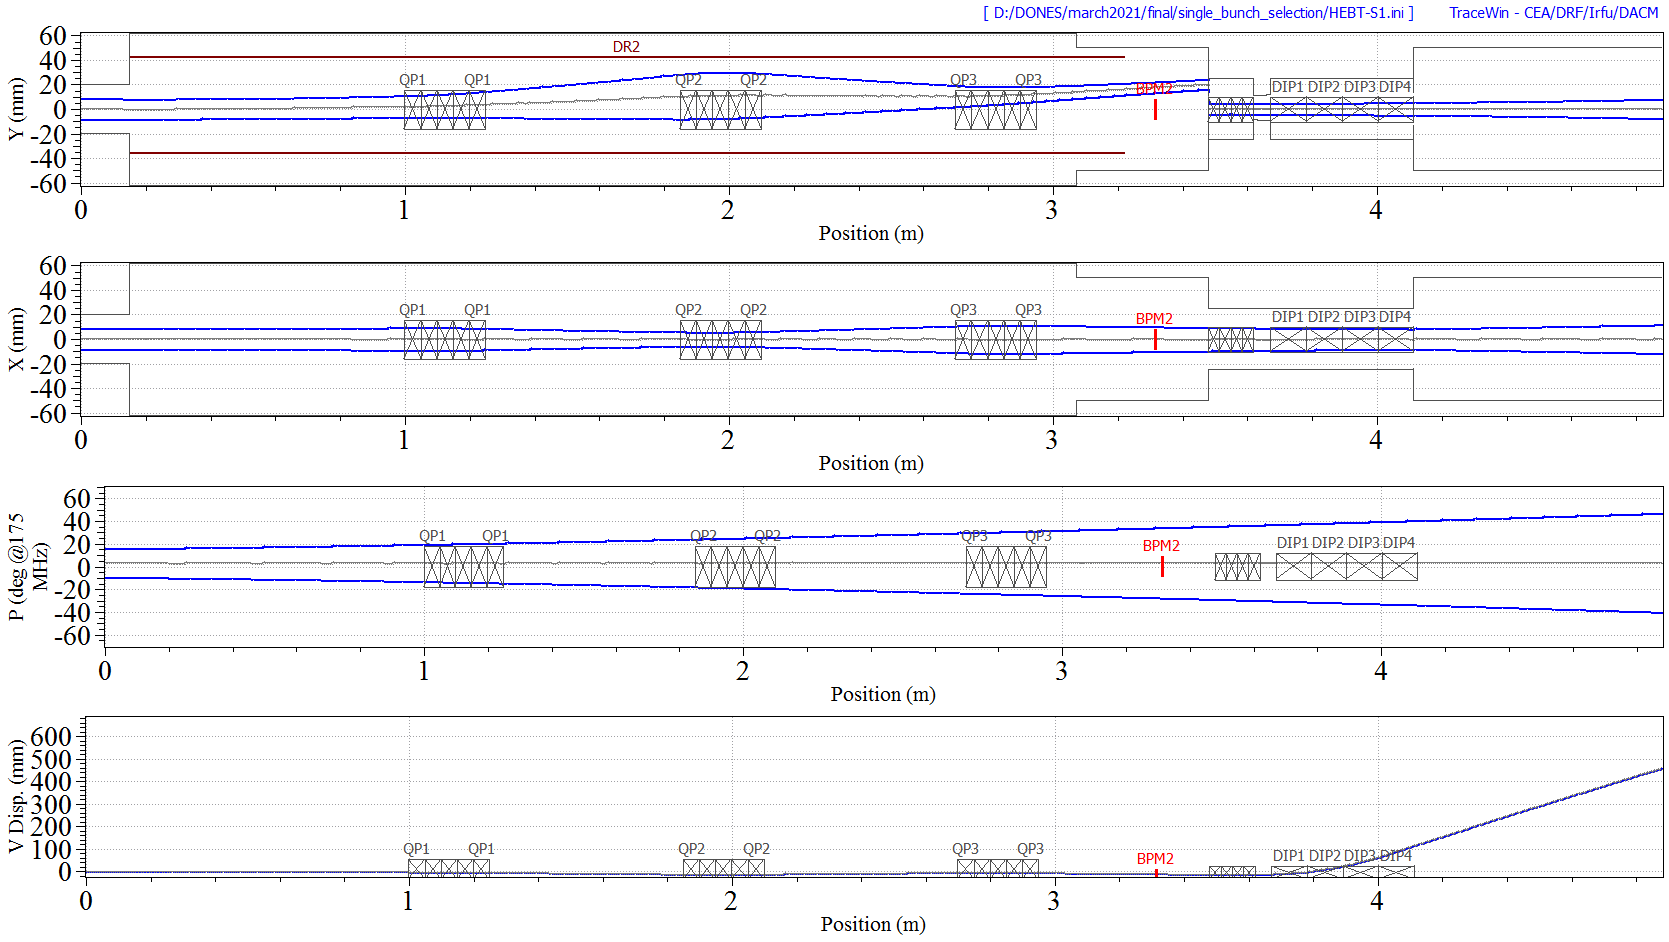 [ D:/DONES/march2021/final/single_bunch_selection/HEBT-S1.ini ] TraceWin - CEA/DRF/Irfu/DACM
60
40
20
0
-20
-40
-60
Y (mm)
DR2
QP1 QP1 QP2 QP2 QP3 QP3 BPM2 DIP1 DIP2 DIP3 DIP4
0 1 2 3 4
Position (m)
60
40
20
0
-20
-40
-60
X (mm)
QP1 QP1 QP2 QP2 QP3 QP3 BPM2 DIP1 DIP2 DIP3 DIP4
0 1 2 3 4
Position (m)
60
40
20
0
-20
-40
-60
P (deg @175
MHz)
QP1 QP1 QP2 QP2 QP3 QP3 BPM2 DIP1 DIP2 DIP3 DIP4
0 1 2 3 4
Position (m)
600
500
400
300
200
100
0
V Disp. (mm)
QP1 QP1 QP2 QP2 QP3 QP3 BPM2 DIP1 DIP2 DIP3 DIP4
0 1 2 3 4
Position (m)